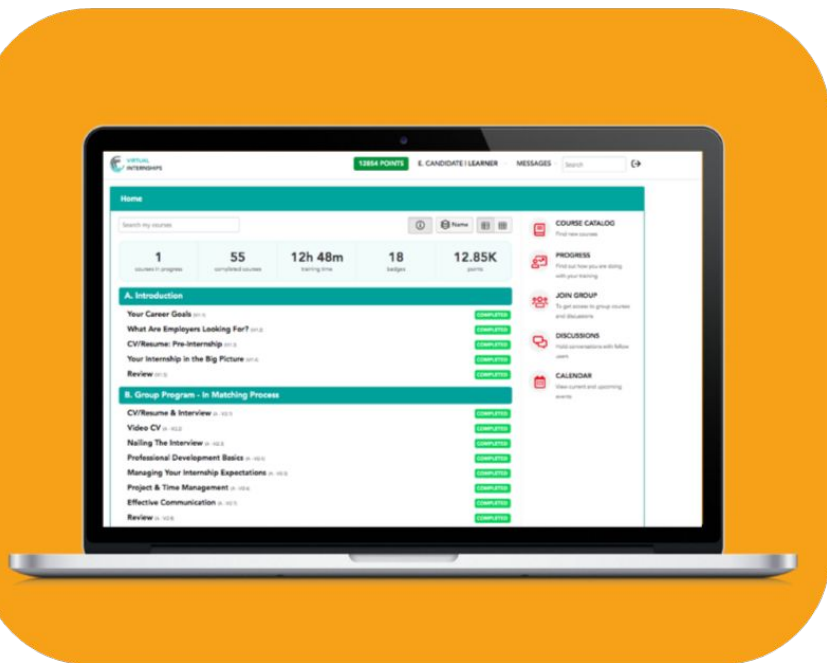 VIRTUAL
INTERNSHIPS
12854 POINTS
E. CANDIDATE | LEARNER
MESSAGES
Search
Home
Search my courses
Name
1
courses in progress
55
completed courses
12h 48m
training time
18
badges
12.85K
points
A. Introduction
Your Career Goals
COMPLETED
What Are Employers Looking For?
COMPLETED
CV/Resume: Pre-Internship
COMPLETED
Your Internship in the Big Picture
COMPLETED
Review
COMPLETED
B. Group Program - In Matching Process
CV/Resume & Interview
COMPLETED
Video CV
COMPLETED
Nailing The Interview
COMPLETED
Professional Development Basics
COMPLETED
Managing Your Internship Expectations
COMPLETED
Project & Time Management
COMPLETED
Effective Communication
COMPLETED
Review
COMPLETED
COURSE CATALOG
Find new courses
PROGRESS
Find out how you are doing
with your training
JOIN GROUP
To get access to group courses
and discussions
DISCUSSIONS
Hold conversations with fellow
users
CALENDAR
View current and upcoming
events